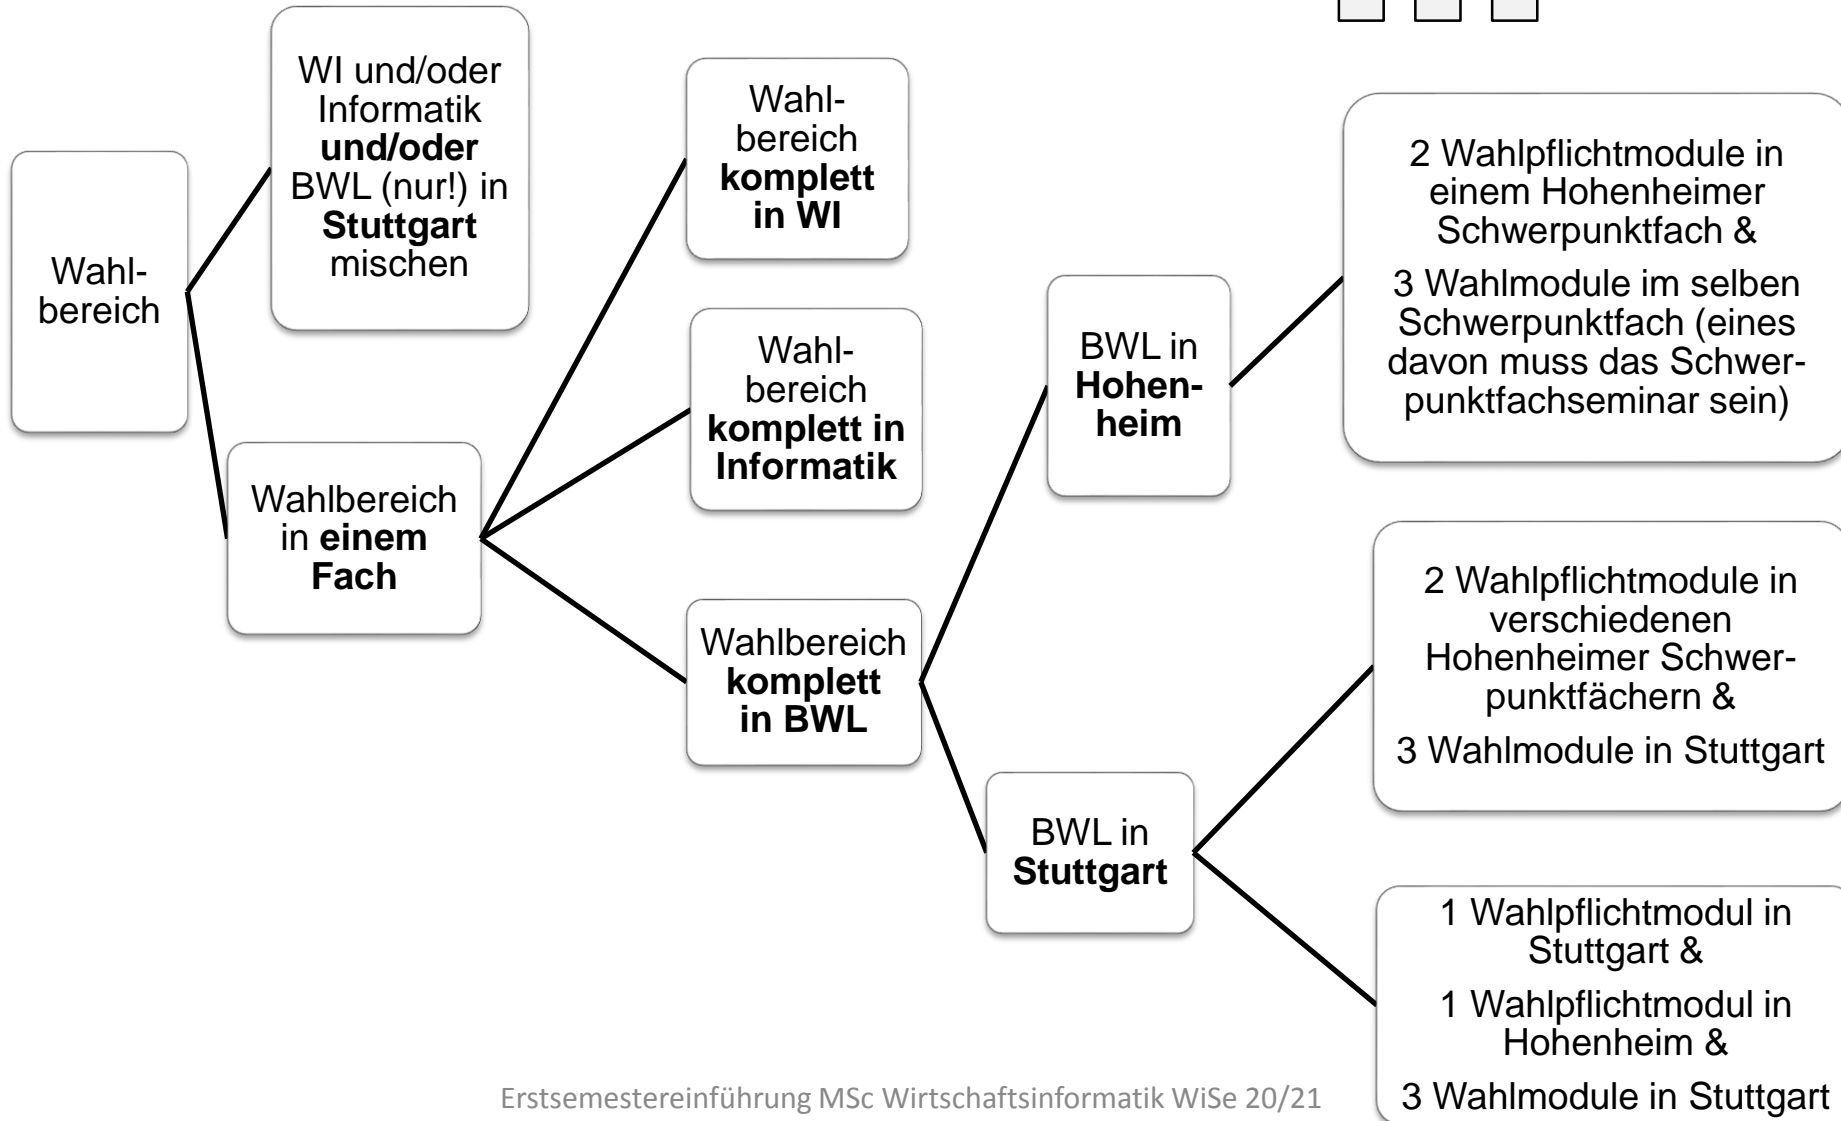 Wahl-
bereich
WI und/oder
Informatik
und/oder
BWL (nur!) in
Stuttgart
mischen
Wahlbereich
in einem
Fach
Wahl-
bereich
komplett
in WI
Wahl-
bereich
komplett in
Informatik
Wahlbereich
komplett
in BWL
BWL in
Hohen-
heim
BWL in
Stuttgart
2 Wahlpflichtmodule in
einem Hohenheimer
Schwerpunktfach &
3 Wahlmodule im selben
Schwerpunktfach (eines
davon muss das Schwer-
punktfachseminar sein)
2 Wahlpflichtmodule in
verschiedenen
Hohenheimer Schwer-
punktfächern &
3 Wahlmodule in Stuttgart
1 Wahlpflichtmodul in
Stuttgart &
1 Wahlpflichtmodul in
Hohenheim &
3 Wahlmodule in Stuttgart
Erstsemestereinführung MSc Wirtschaftsinformatik WiSe 20/21